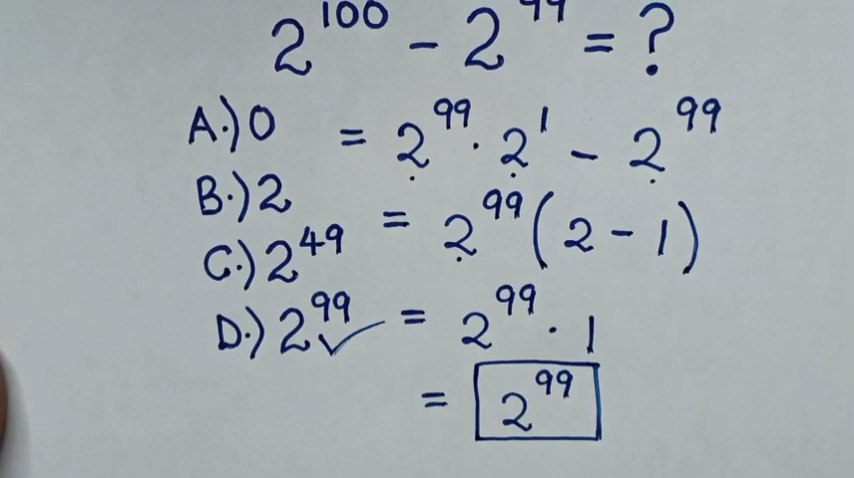 2^100 - 2^99 = ?
A.) 0 = 2^99 · 2^1 - 2^99
B.) 2
= 2^99 (2 - 1)
C.) 2^49
D.) 2^99 ✓ = 2^99 · 1
= 2^99